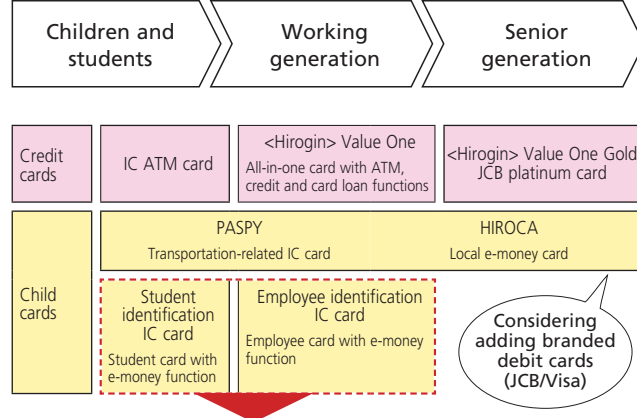 Children and
students
Working
generation
Senior
generation
Credit
cards
IC ATM card
<Hirogin> Value One
All-in-one card with ATM,
credit and card loan functions
<Hirogin> Value One Gold
JCB platinum card
Child
cards
PASPY
Transportation-related IC card
HIROCA
Local e-money card
Student
identification
IC card
Student card with
e-money function
Employee identification
IC card
Employee card with e-money
function
Considering
adding branded
debit cards
(JCB/Visa)